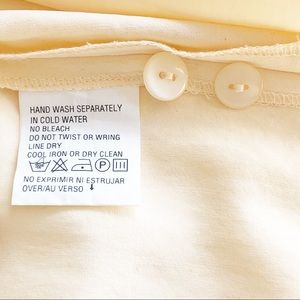 HAND WASH SEPARATELY
IN COLD WATER
NO BLEACH
DO NOT TWIST OR WRING
LINE DRY
COOL IRON OR DRY CLEAN
P
NO EXPRIMIR NI ESTRUJAR
OVER/AU VERSO